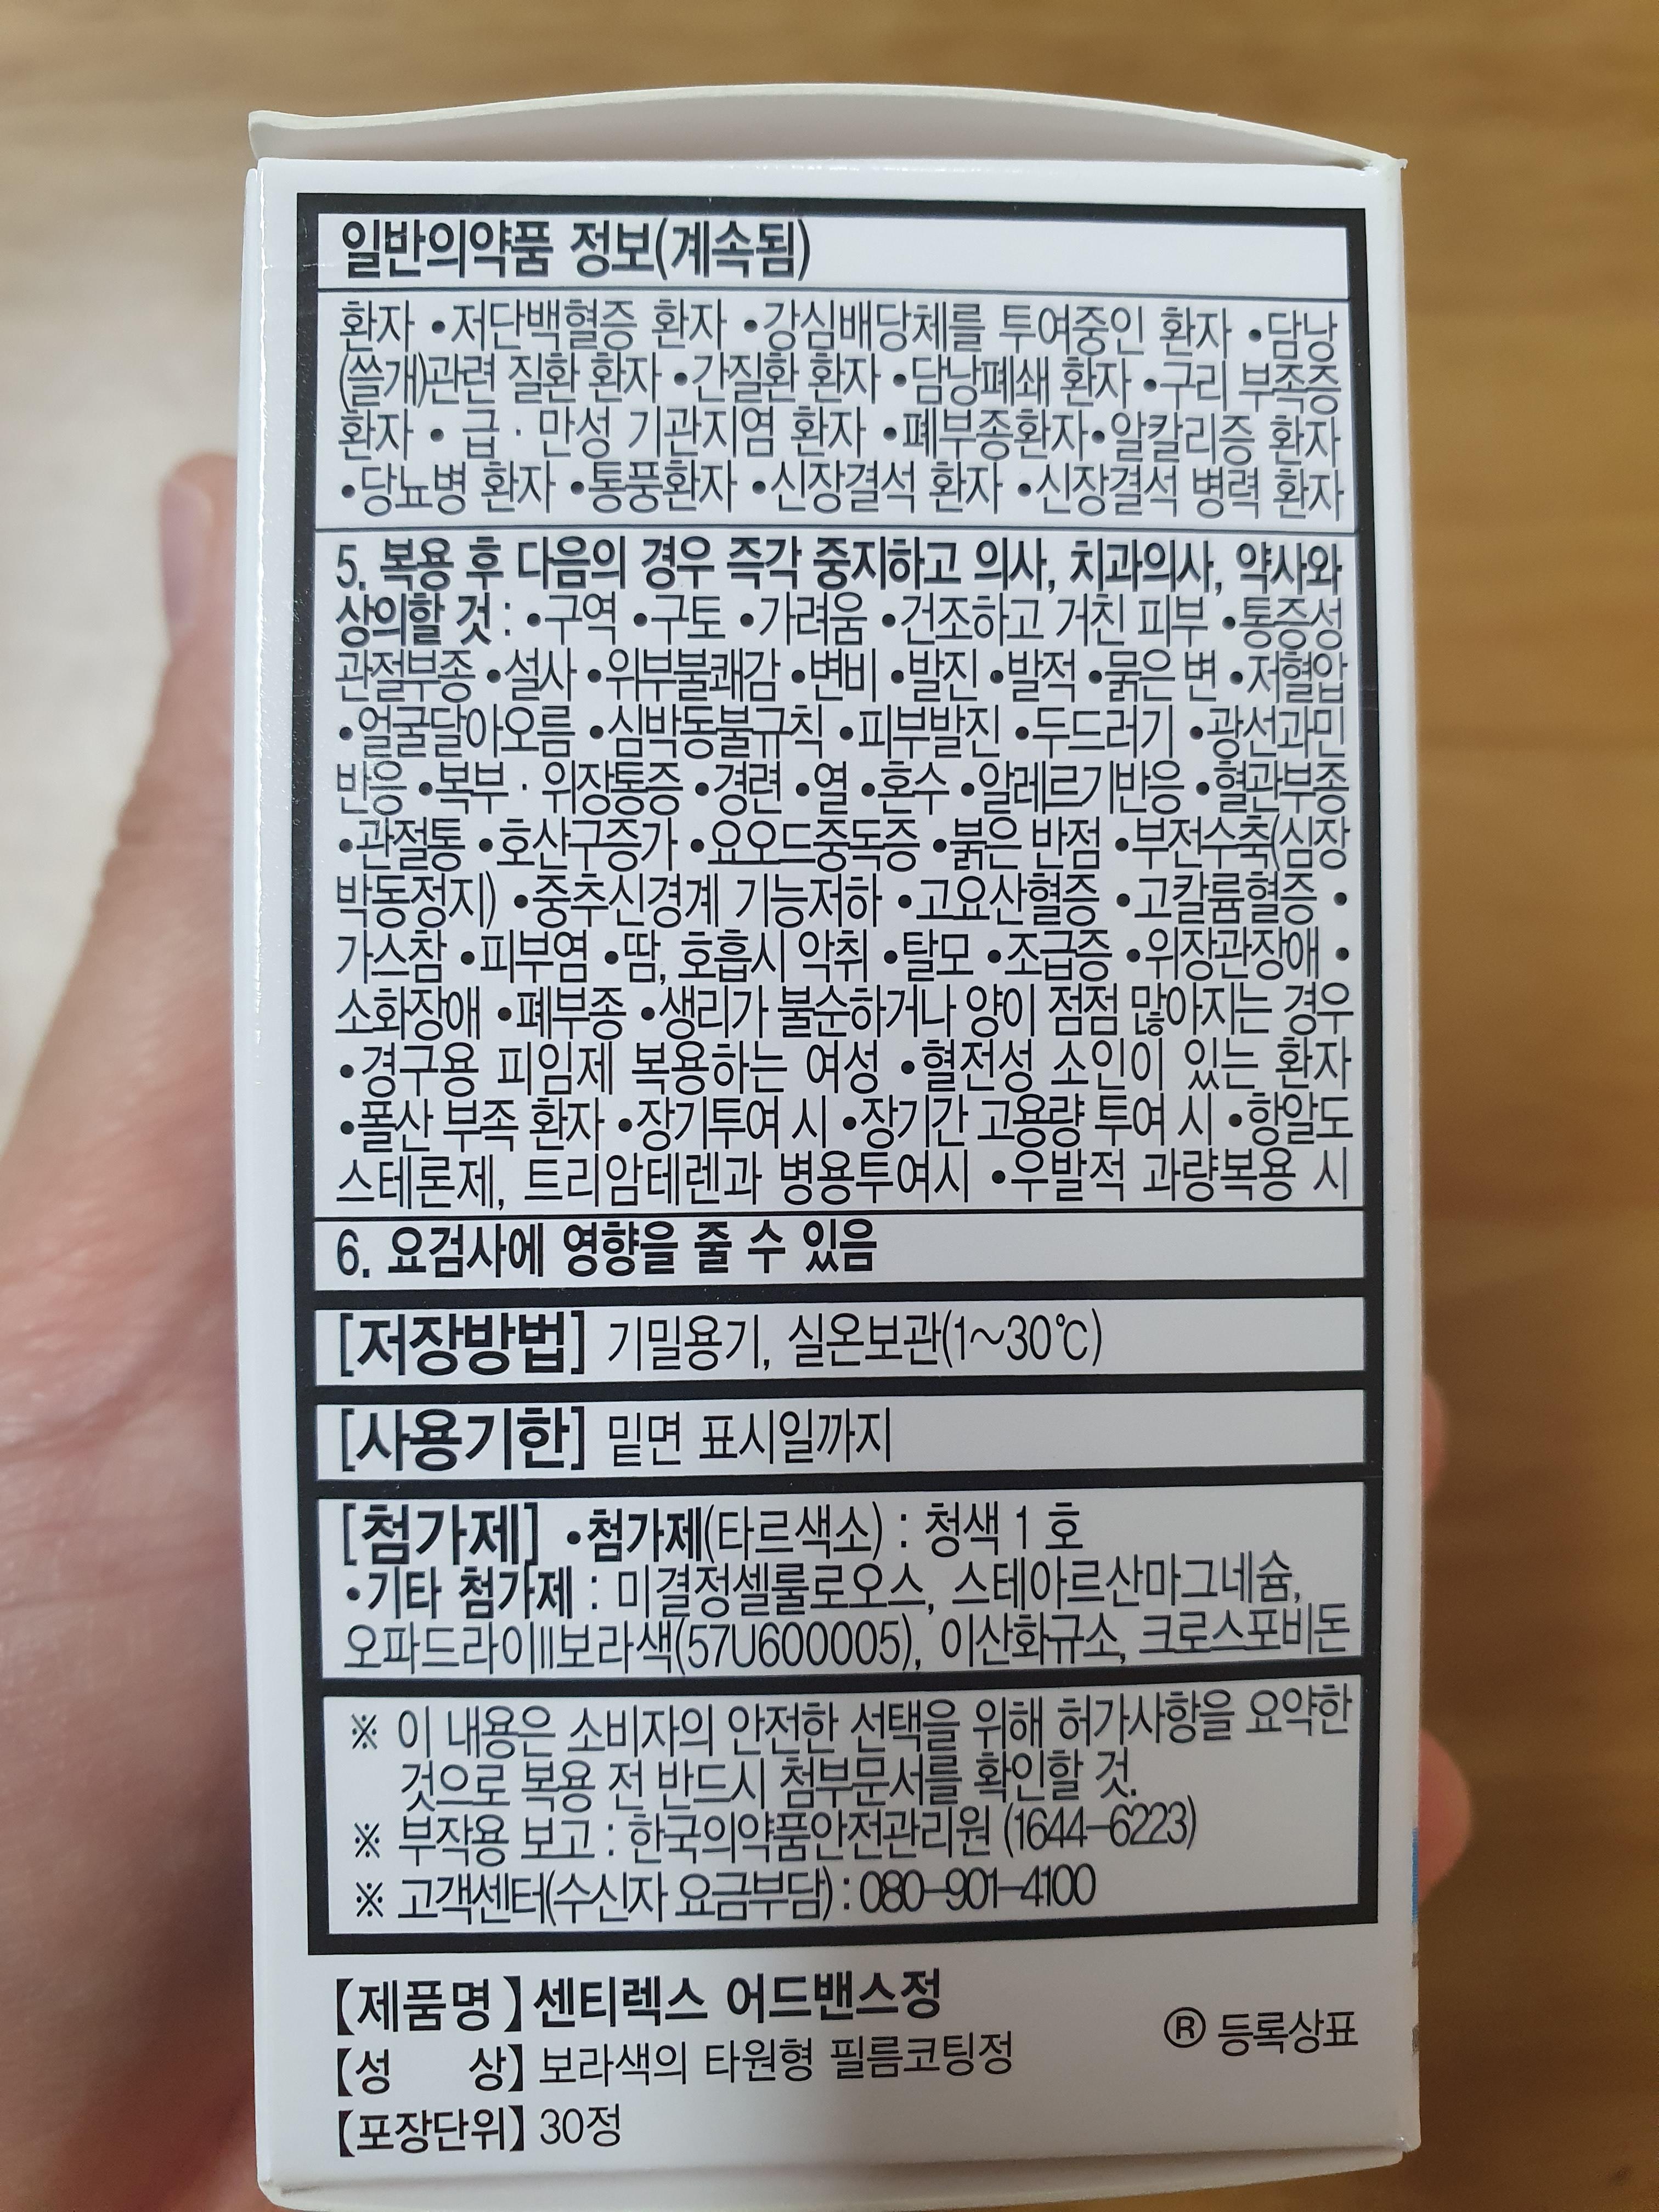 일반의약품 정보(계속됨)
환자 •저단백혈증 환자 •강심배당체를 투여중인 환자 •담낭
(쓸개)관련 질환 환자 •간질환 환자 •담낭폐쇄 환자 •구리 부족증
환자 • 급 · 만성 기관지염 환자 •폐부종환자•알칼리증 환자
•당뇨병 환자 •통풍환자 •신장결석 환자 •신장결석 병력 환자
5. 복용 후 다음의 경우 즉각 중지하고 의사, 치과의사, 약사와
상의할 것 : •구역 •구토 •가려움 •건조하고 거친 피부 •통증성
관절부종 •설사 •위부불쾌감 •변비 •발진 •발적 •묽은 변 •저혈압
•얼굴달아오름 •심박동불규칙 •피부발진 •두드러기 •광선과민
반응 •복부 · 위장통증 •경련 •열 •혼수 •알레르기반응 •혈관부종
•관절통 •호산구증가 •요오드중독증 •붉은 반점 •부전수축(심장
박동정지) •중추신경계 기능저하 •고요산혈증 •고칼륨혈증 •
가스참 •피부염 •땀, 호흡시 악취 •탈모 •조급증 •위장관장애 •
소화장애 •폐부종 •생리가 불순하거나 양이 점점 많아지는 경우
•경구용 피임제 복용하는 여성 •혈전성 소인이 있는 환자
•폴산 부족 환자 •장기투여 시 •장기간 고용량 투여 시 •항알도
스테론제, 트리암테렌과 병용투여시 •우발적 과량복용 시
6. 요검사에 영향을 줄 수 있음
[저장방법] 기밀용기, 실온보관(1~30℃)
[사용기한] 밑면 표시일까지
[첨가제] •첨가제(타르색소) : 청색 1 호
•기타 첨가제 : 미결정셀룰로오스, 스테아르산마그네슘,
오파드라이II보라색(57U600005), 이산화규소, 크로스포비돈
※ 이 내용은 소비자의 안전한 선택을 위해 허가사항을 요약한
것으로 복용 전 반드시 첨부문서를 확인할 것.
※ 부작용 보고 : 한국의약품안전관리원 (1644-6223)
※ 고객센터(수신자 요금부담) : 080-901-4100
【제품명】센티렉스 어드밴스정
® 등록상표
【성 상】보라색의 타원형 필름코팅정
【포장단위】30정